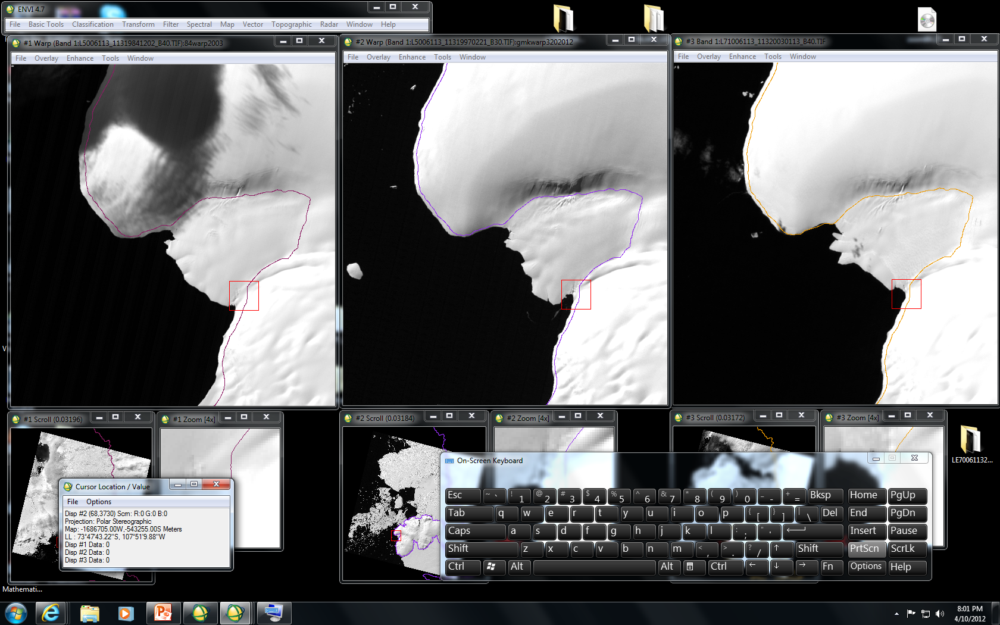 ENVI 4.7
File Basic Tools Classification Transform Filter Spectral Map Vector Topographic Radar Window Help
#1 Warp (Band 1:L5006113_11319841202_B40.TIF):84warp2003
File Overlay Enhance Tools Window
#2 Warp (Band 1:L5006113_11319970221_B30.TIF):gmkwarp3202012
File Overlay Enhance Tools Window
#3 Band 1:L71006113_11320030113_B40.TIF
File Overlay Enhance Tools Window
#1 Scroll (0.03196)
#1 Zoom [4x]
#2 Scroll (0.03184)
#2 Zoom [4x]
#3 Scroll (0.03172)
#3 Zoom [4x]
LE70061132...
Cursor Location / Value
File Options
Disp #2 (68,3730) Scrn: R:0 G:0 B:0
Projection: Polar Stereographic
Map: -1686705.00W,-543255.00S Meters
LL : 73°47'43.22"S, 107°51'9.88"W
Disp #1 Data: 0
Disp #2 Data: 0
Disp #3 Data: 0
On-Screen Keyboard
Esc ~ ` ! 1 @ 2 # 3 $ 4 % 5 ^ 6 & 7 * 8 ( 9 ) 0 _ - + = Bksp Home PgUp
Tab q w e r t y u i o p { [ } ] | \ Del End PgDn
Caps a s d f g h j k l : ; " ' Insert Pause
Shift z x c v b n m < , > . ? / ↑ Shift PrtScn ScrLk
Ctrl Alt Alt Ctrl ← ↓ → Fn Options Help
Mathemati...
8:01 PM
4/10/2012